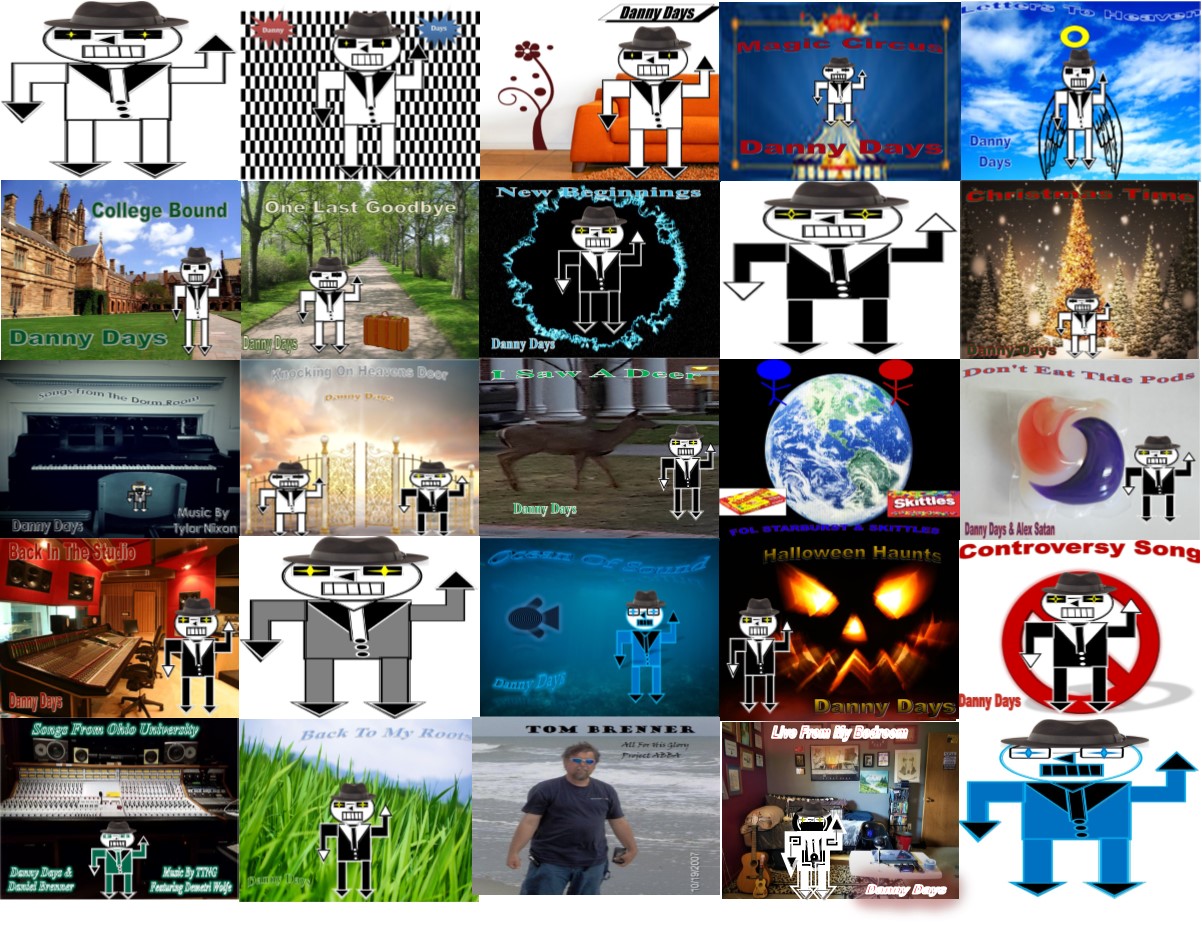 Danny
Days
Danny Days
Magic Circus
Danny Days
Letters To Heaven
Danny
Days
College Bound
Danny Days
One Last Goodbye
Danny Days
New Beginnings
Danny Days
Christmas Time
Danny Days
Songs from The Dorm Room
Danny Days
Music By
Tylor Nixon
Knocking On Heavens Door
Danny Days
I Saw A Deer
Danny Days
Starburst
Skittles
FOL STARBURST & SKITTLES
Don't Eat Tide Pods
Danny Days & Alex Satan
Back In The Studio
Danny Days
Ocean Of Sound
Danny Days
Halloween Haunts
Danny Days
Controversy Song
Danny Days
Songs From Ohio University
Danny Days &
Daniel Brenner
Music By TTNG
Featuring Demetri Wolfe
Back To My Roots
Danny Days
TOM BRENNER
All For His Glory
Project ABBA
10/19/2007
Live From My Bedroom
Danny Days